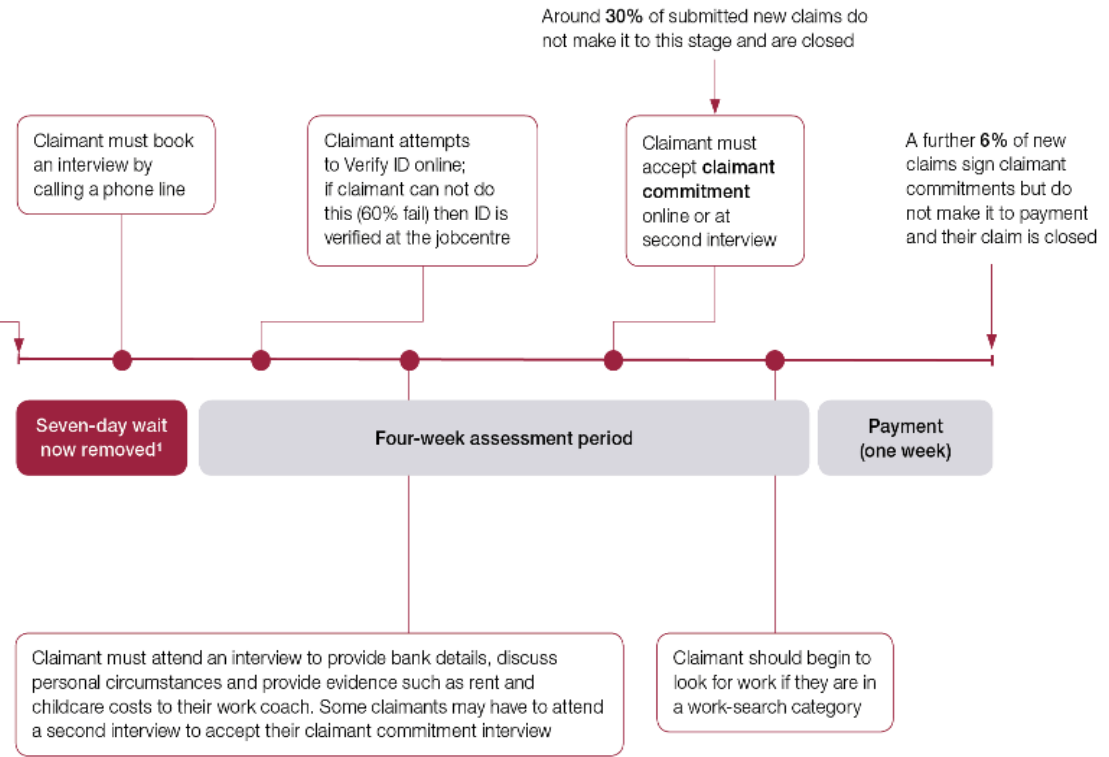 Around 30% of submitted new claims do
not make it to this stage and are closed
Claimant must book
an interview by
calling a phone line
Claimant attempts
to Verify ID online;
if claimant can not do
this (60% fail) then ID is
verified at the jobcentre
Claimant must
accept claimant
commitment
online or at
second interview
A further 6% of new
claims sign claimant
commitments but do
not make it to payment
and their claim is closed
Seven-day wait
now removed¹
Four-week assessment period
Payment
(one week)
Claimant must attend an interview to provide bank details, discuss
personal circumstances and provide evidence such as rent and
childcare costs to their work coach. Some claimants may have to attend
a second interview to accept their claimant commitment interview
Claimant should begin to
look for work if they are in
a work-search category